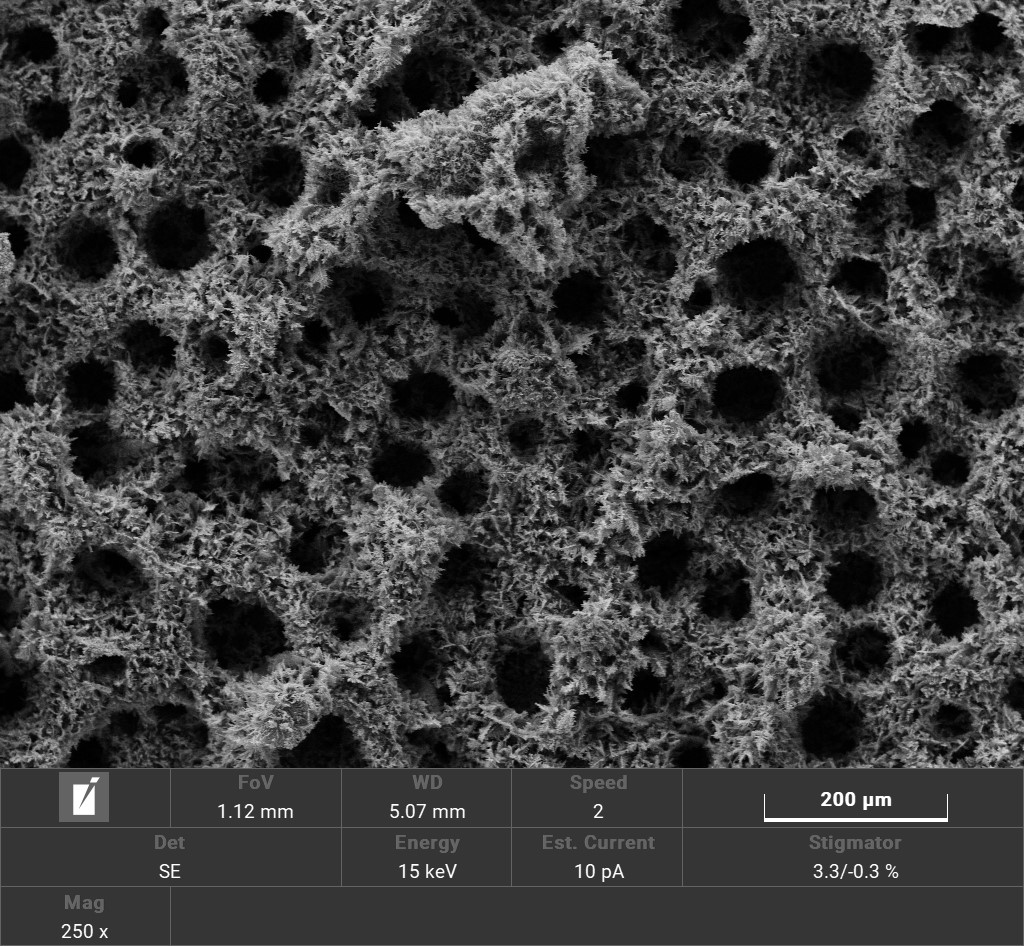 FoV
WD
Speed
1.12 mm
5.07 mm
2
200 µm
Det
Energy
Est. Current
Stigmator
SE
15 keV
10 pA
3.3/-0.3 %
Mag
250 x